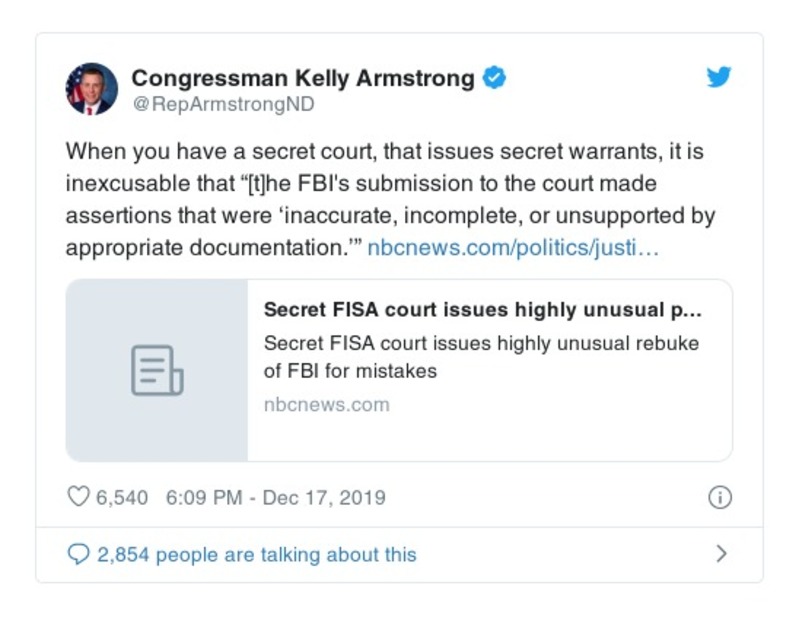 Congressman Kelly Armstrong
@RepArmstrongND
When you have a secret court, that issues secret warrants, it is
inexcusable that “[t]he FBI's submission to the court made
assertions that were ‘inaccurate, incomplete, or unsupported by
appropriate documentation.’” nbcnews.com/politics/justi…
Secret FISA court issues highly unusual p...
Secret FISA court issues highly unusual rebuke
of FBI for mistakes
nbcnews.com
6,540 6:09 PM - Dec 17, 2019
2,854 people are talking about this